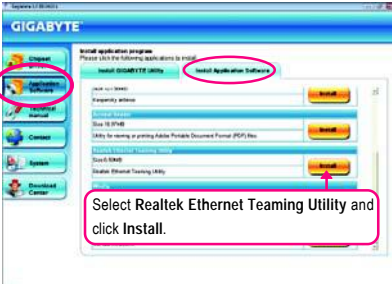 GIGABYTE
Install application program
Please click the following applications to install
Install GIGABYTE Utility
Install Application Software
Chipset
Application
Software
Technical
manual
Contact
System
Download
Center
Kaspersky antivirus
Install
Acrobat Reader
Utility for viewing or printing Adobe Portable Document Format (PDF) files
Install
Realtek Ethernet Teaming Utility
Size:6.50MB
Realtek Ethernet Teaming Utility
Install
Select Realtek Ethernet Teaming Utility and
click Install.